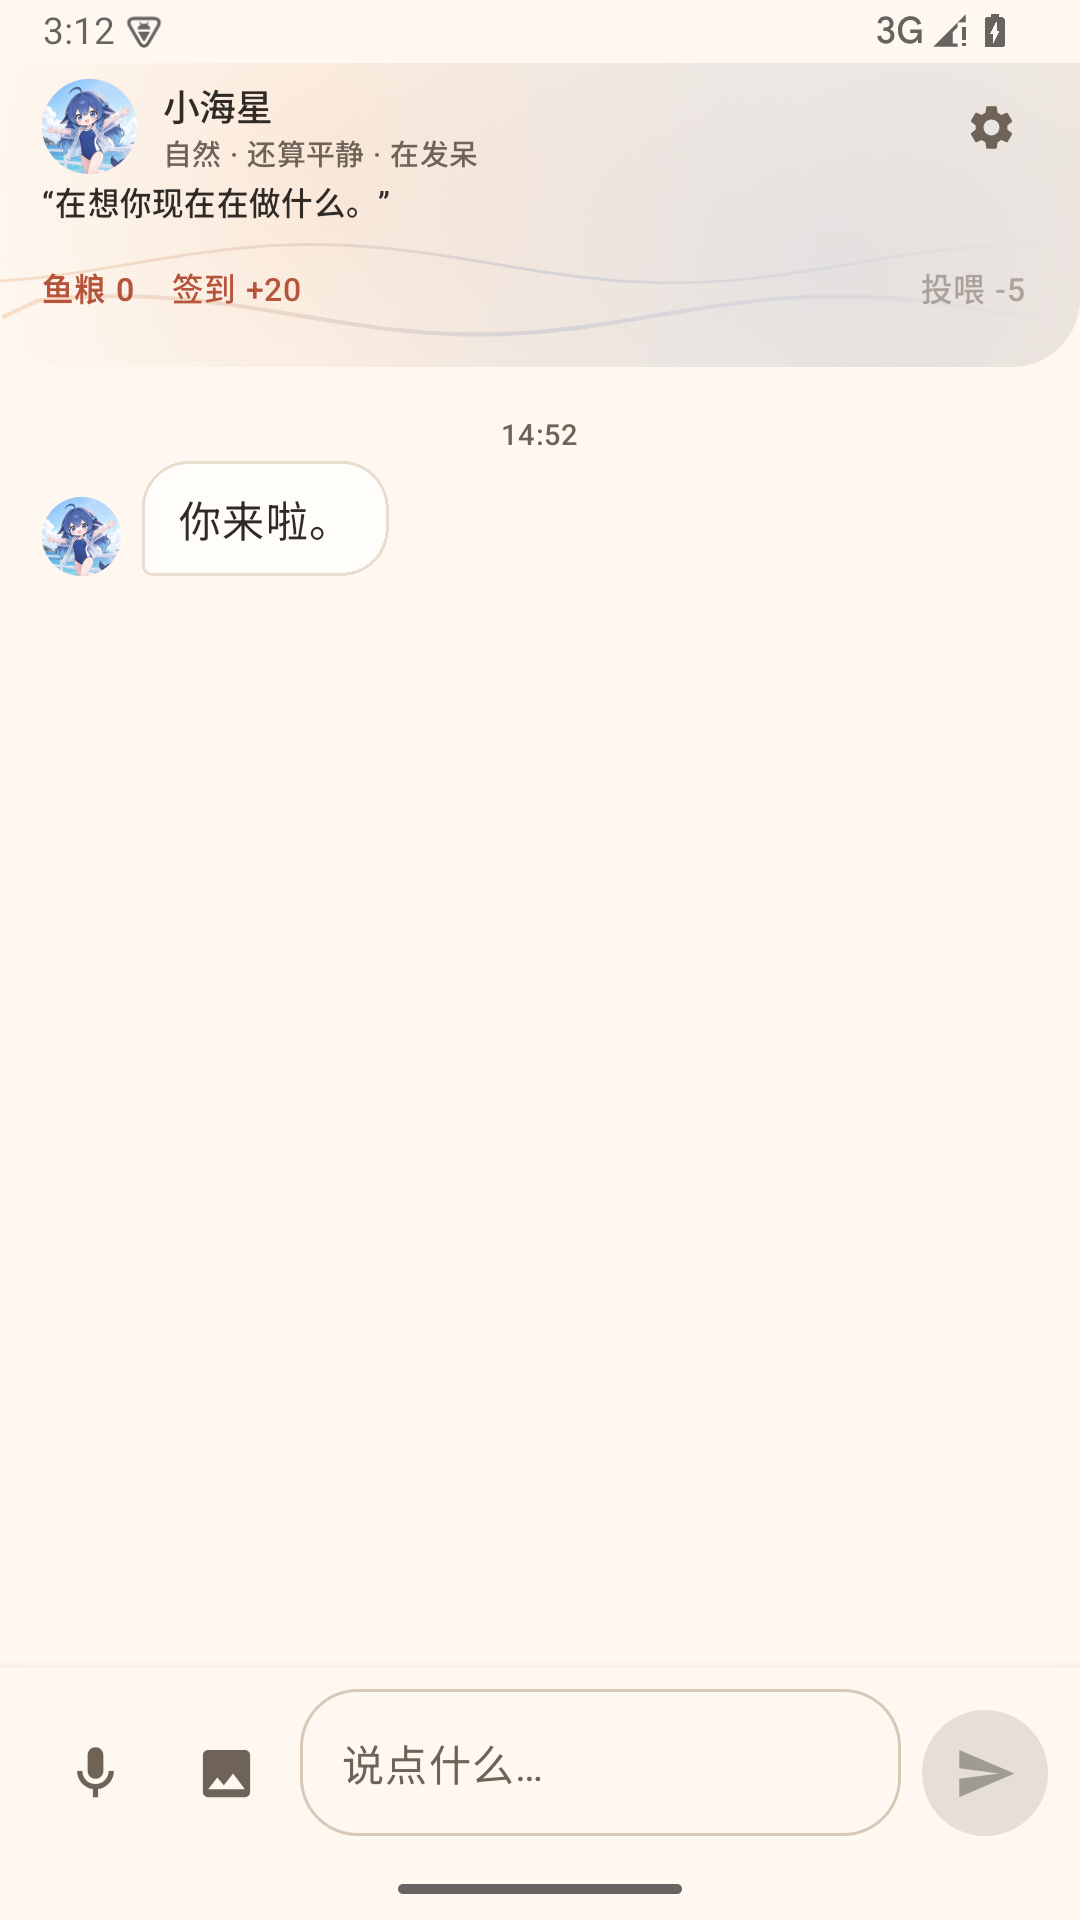 3:12 3G
小海星
自然 · 还算平静 · 在发呆
“在想你现在在做什么。”
鱼粮 0 签到 +20 投喂 -5
14:52
你来啦。
说点什么...